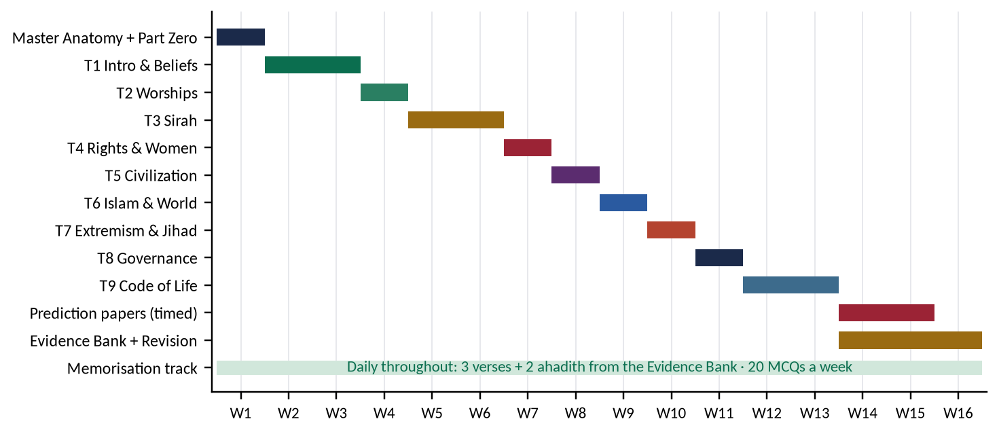 Master Anatomy + Part Zero
T1 Intro & Beliefs
T2 Worships
T3 Sirah
T4 Rights & Women
T5 Civilization
T6 Islam & World
T7 Extremism & Jihad
T8 Governance
T9 Code of Life
Prediction papers (timed)
Evidence Bank + Revision
Memorisation track
Daily throughout: 3 verses + 2 ahadith from the Evidence Bank · 20 MCQs a week
W1 W2 W3 W4 W5 W6 W7 W8 W9 W10 W11 W12 W13 W14 W15 W16